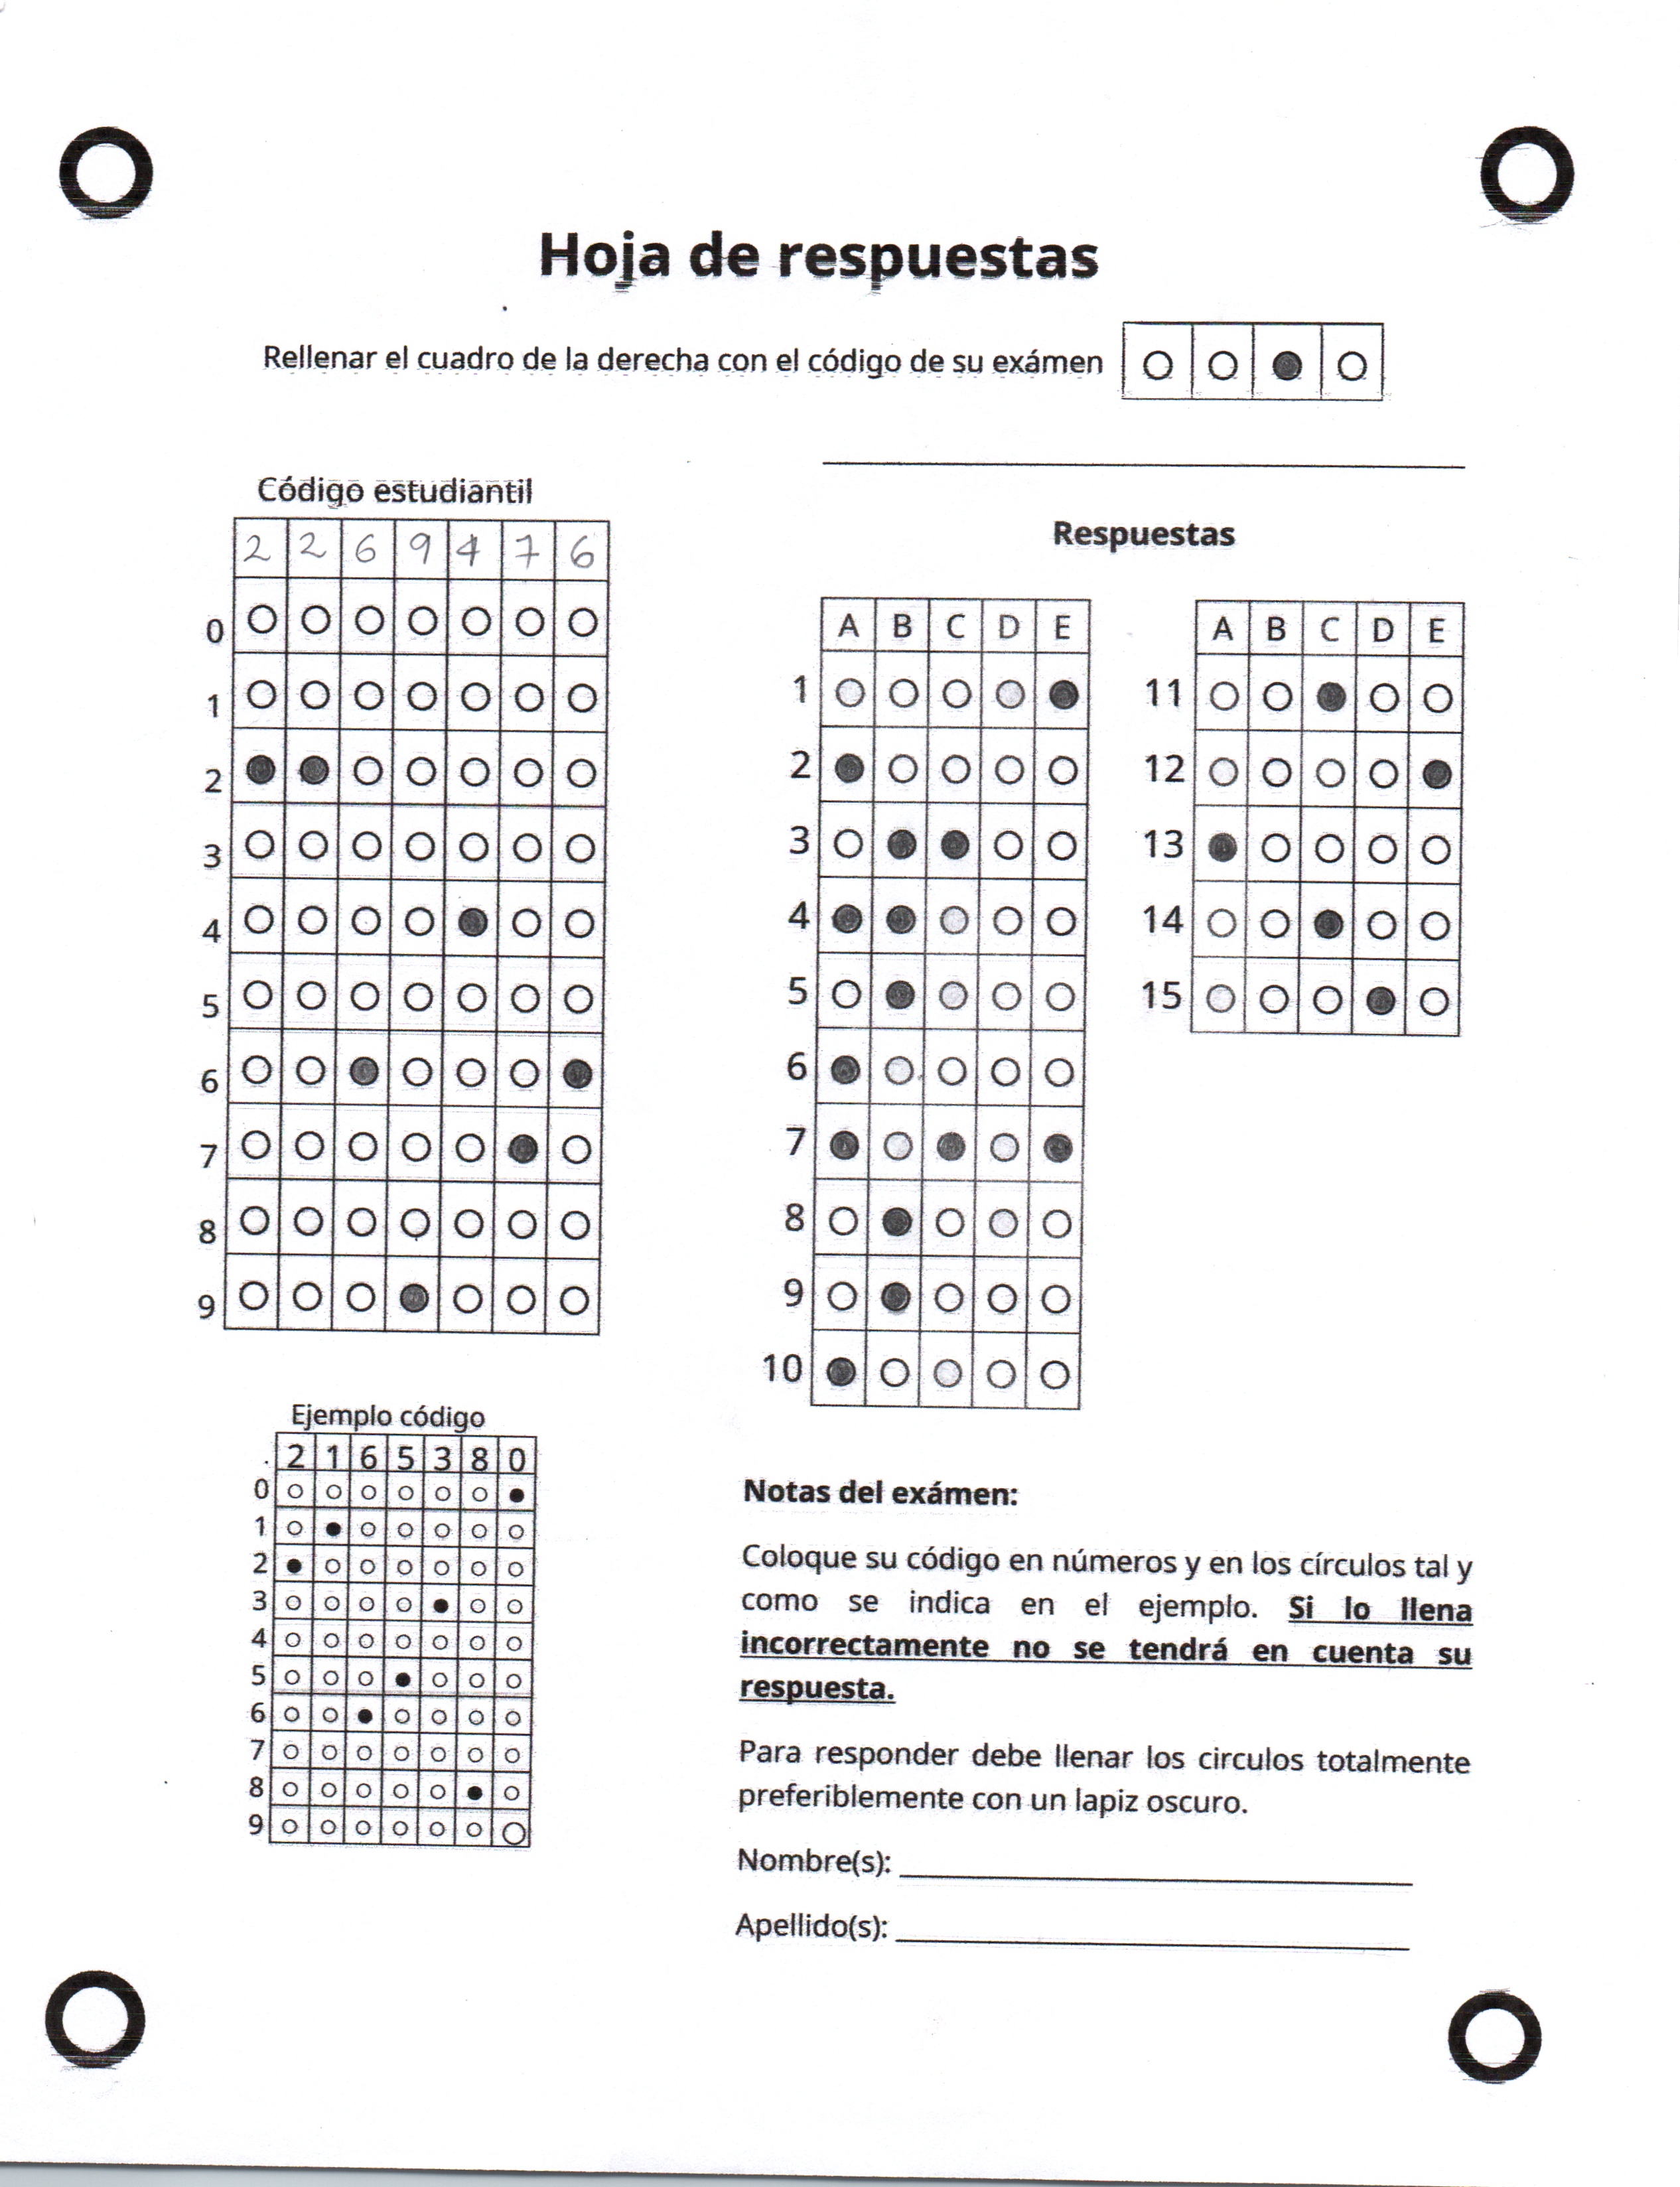 Hoja de respuestas
Rellenar el cuadro de la derecha con el código de su exámen
Código estudiantil
2 2 6 9 4 7 6
0
1
2
3
4
5
6
7
8
9
Respuestas
A B C D E
1
2
3
4
5
6
7
8
9
10
A B C D E
11
12
13
14
15
Ejemplo código
2 1 6 5 3 8 0
0
1
2
3
4
5
6
7
8
9
Notas del exámen:
Coloque su código en números y en los círculos tal y
como se indica en el ejemplo. Si lo llena
incorrectamente no se tendrá en cuenta su
respuesta.
Para responder debe llenar los circulos totalmente
preferiblemente con un lapiz oscuro.
Nombre(s):
Apellido(s):